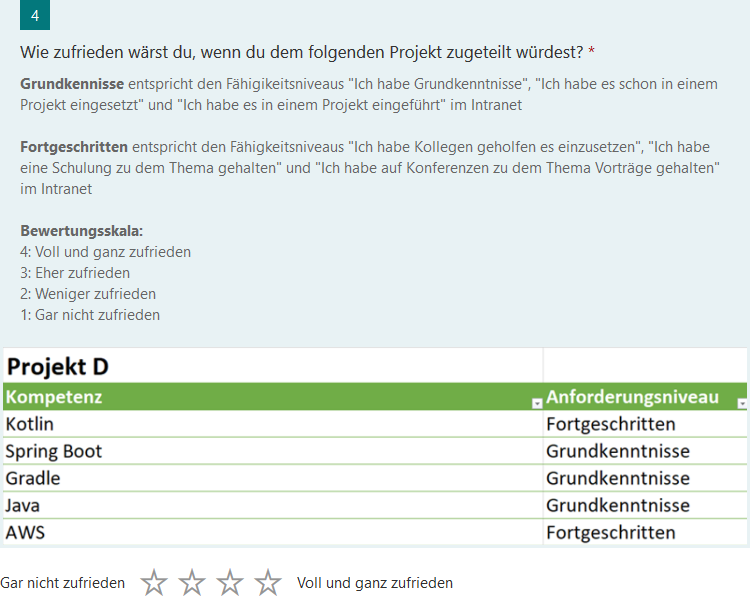 4
Wie zufrieden wärst du, wenn du dem folgenden Projekt zugeteilt würdest? *
Grundkennisse entspricht den Fähigkeitsniveaus "Ich habe Grundkenntnisse", "Ich habe es schon in einem
Projekt eingesetzt" und "Ich habe es in einem Projekt eingeführt" im Intranet
Fortgeschritten entspricht den Fähigkeitsniveaus "Ich habe Kollegen geholfen es einzusetzen", "Ich habe
eine Schulung zu dem Thema gehalten" und "Ich habe auf Konferenzen zu dem Thema Vorträge gehalten"
im Intranet
Bewertungsskala:
4: Voll und ganz zufrieden
3: Eher zufrieden
2: Weniger zufrieden
1: Gar nicht zufrieden
Projekt D
Kompetenz Anforderungsniveau
Kotlin Fortgeschritten
Spring Boot Grundkenntnisse
Gradle Grundkenntnisse
Java Grundkenntnisse
AWS Fortgeschritten
Gar nicht zufrieden Voll und ganz zufrieden